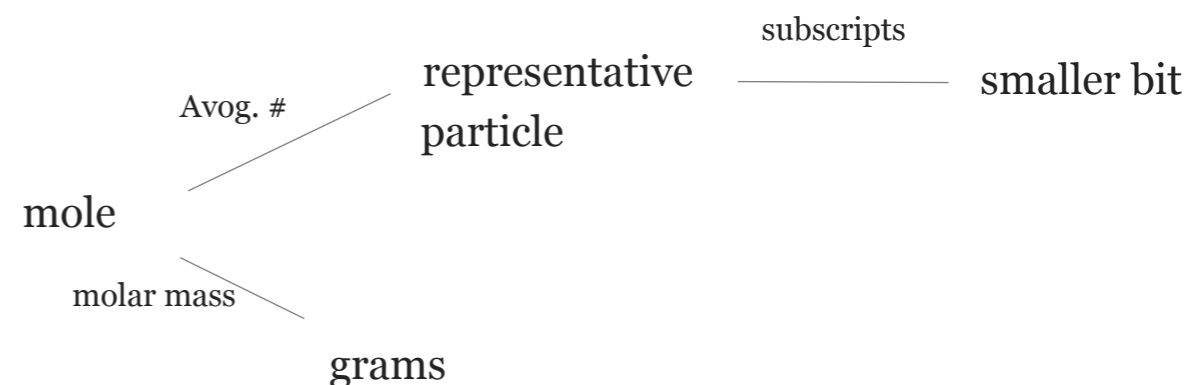 subscripts
representative
particle
smaller bit
Avog. #
mole
molar mass
grams